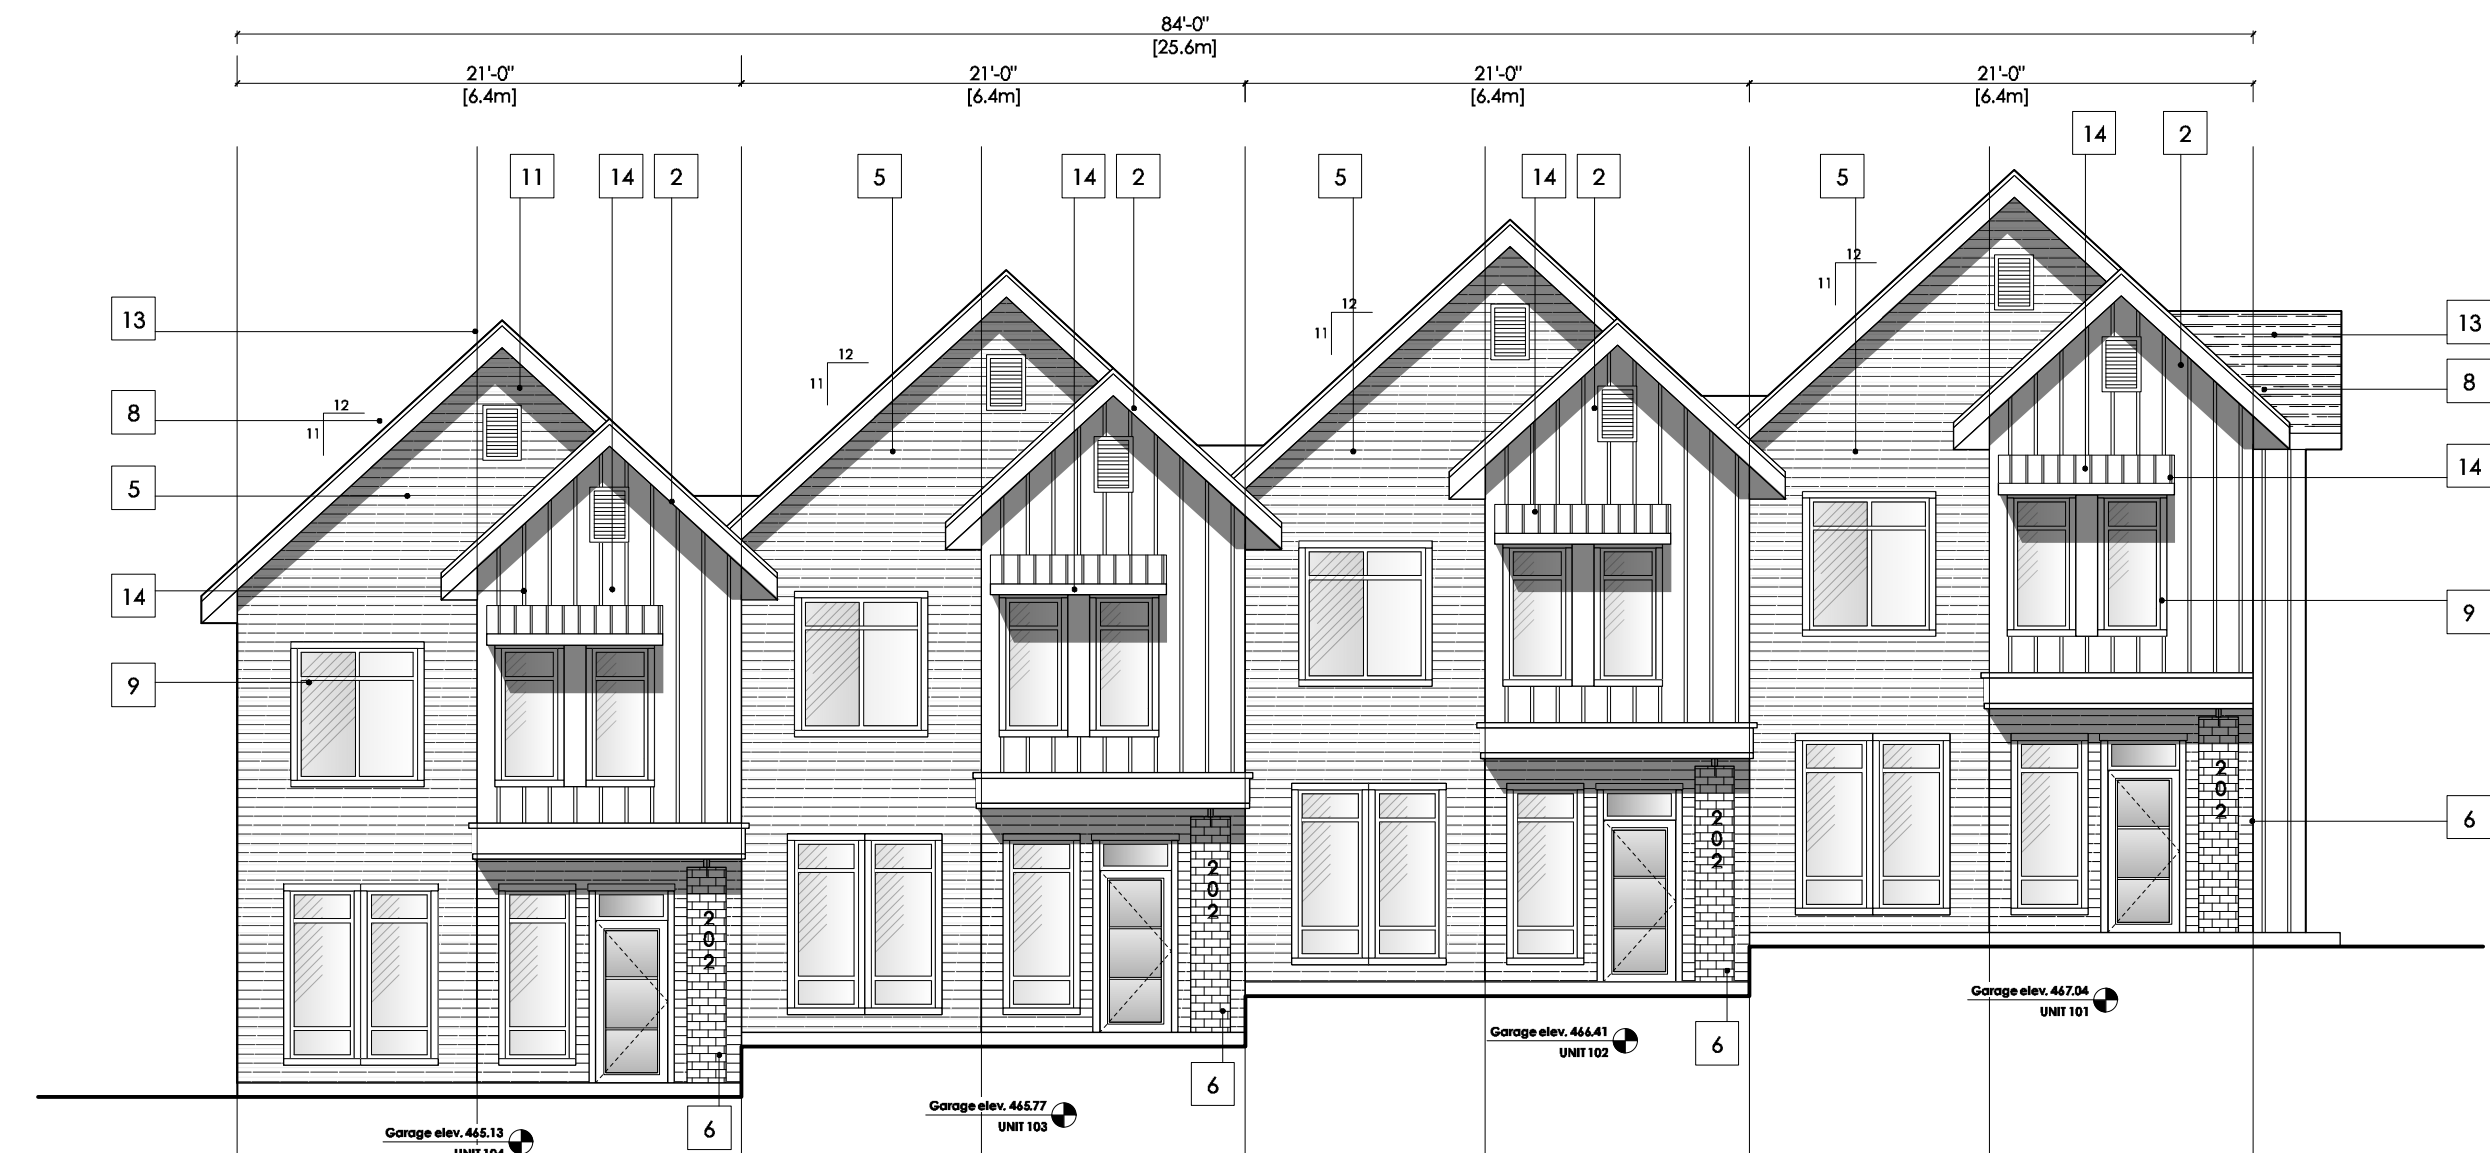 84'-0"
[25.6m]
21'-0" 21'-0" 21'-0" 21'-0"
[6.4m] [6.4m] [6.4m] [6.4m]
14 2
11 14 2 5 14 2 5 14 2 5
12
11
13 12 13
11
12
11
8 12 8
11
5 14
14 9
9
202
202 6
202
202
Garage elev. 467.04
UNIT 101
Garage elev. 466.41
UNIT 102
6
6
Garage elev. 465.77
UNIT 103
6
Garage elev. 465.13
UNIT 104